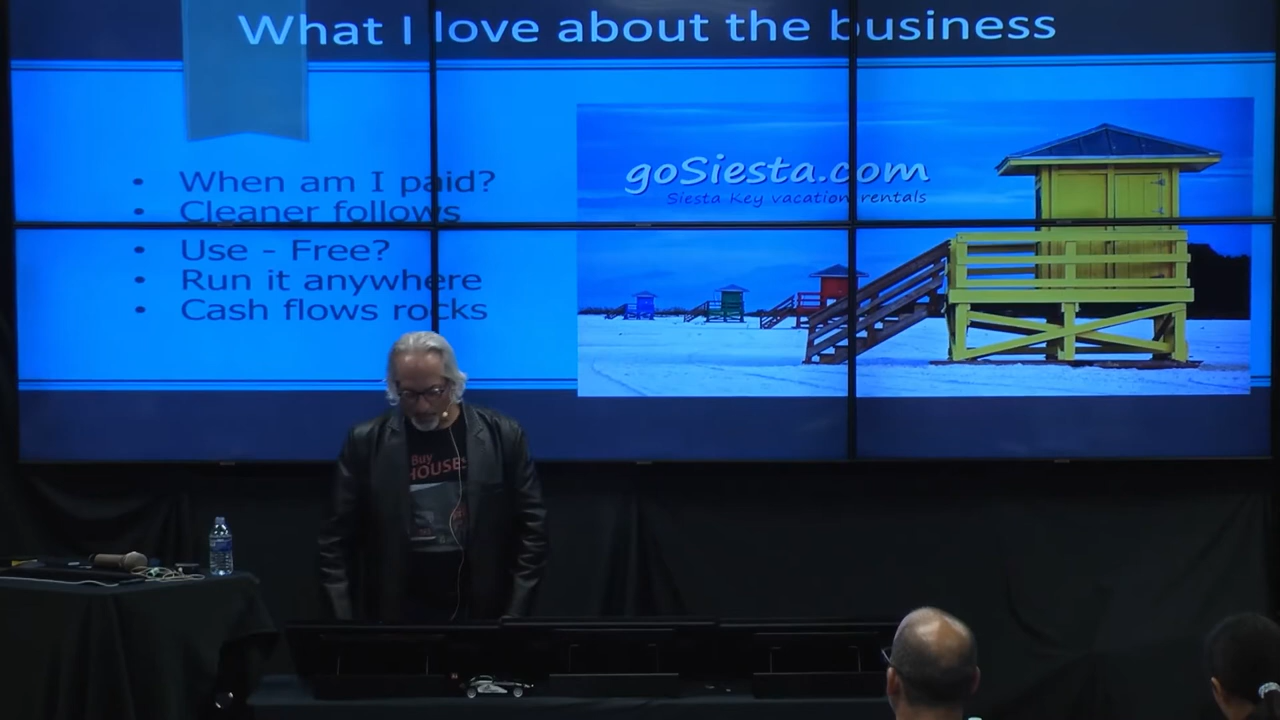 What I love about the business
• When am I paid?
• Cleaner follows
• Use - Free?
• Run it anywhere
• Cash flows rocks
goSiesta.com
Siesta Key vacation rentals
Buy
HOUSES